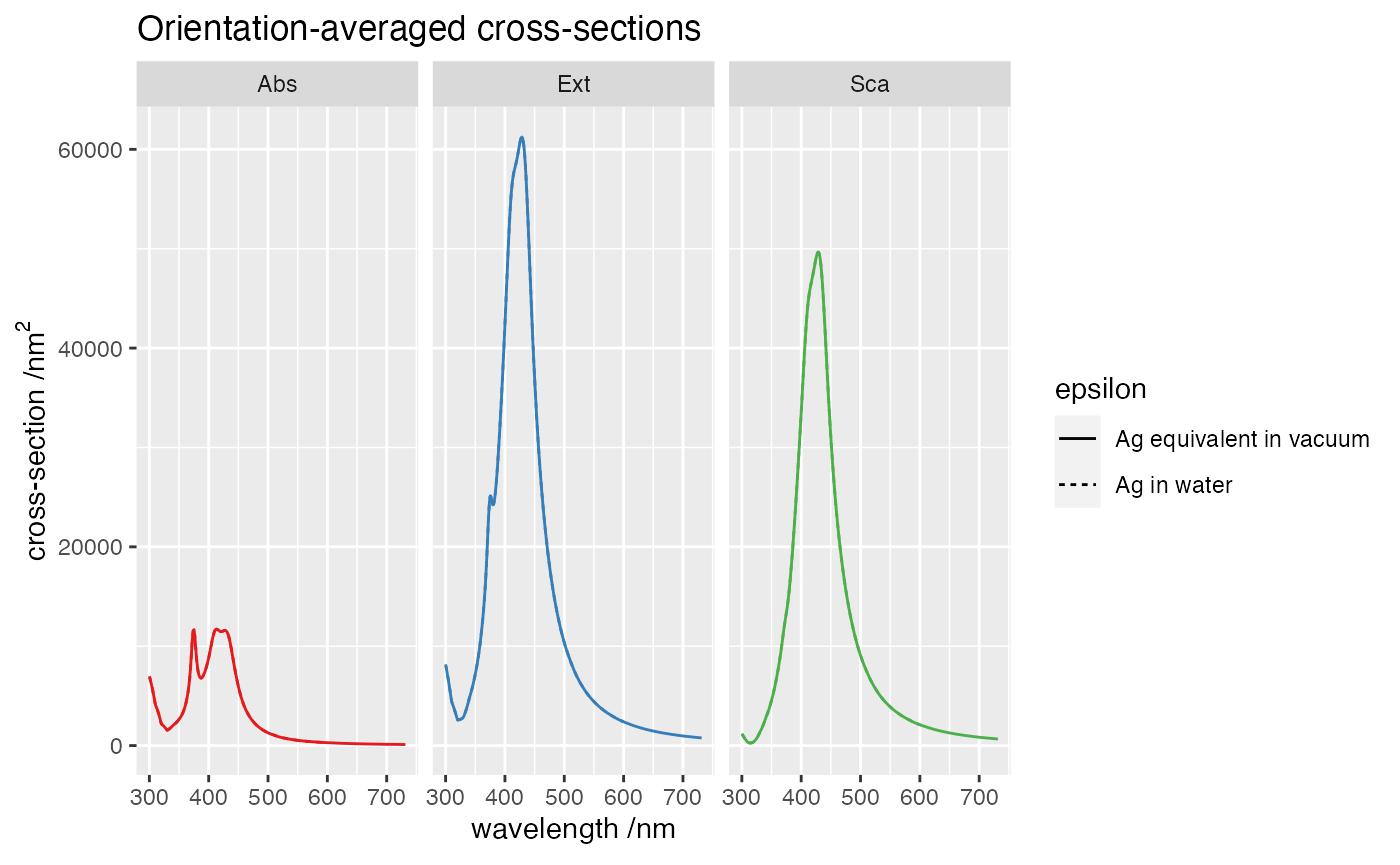 Orientation-averaged cross-sections
Abs Ext Sca
60000
40000
20000
0
cross-section /nm²
300 400 500 600 700 300 400 500 600 700 300 400 500 600 700
wavelength /nm
epsilon
Ag equivalent in vacuum
Ag in water